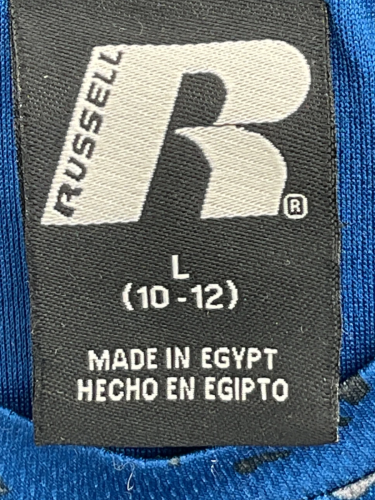 RUSSELL
R®
L
(10-12)
MADE IN EGYPT
HECHO EN EGIPTO